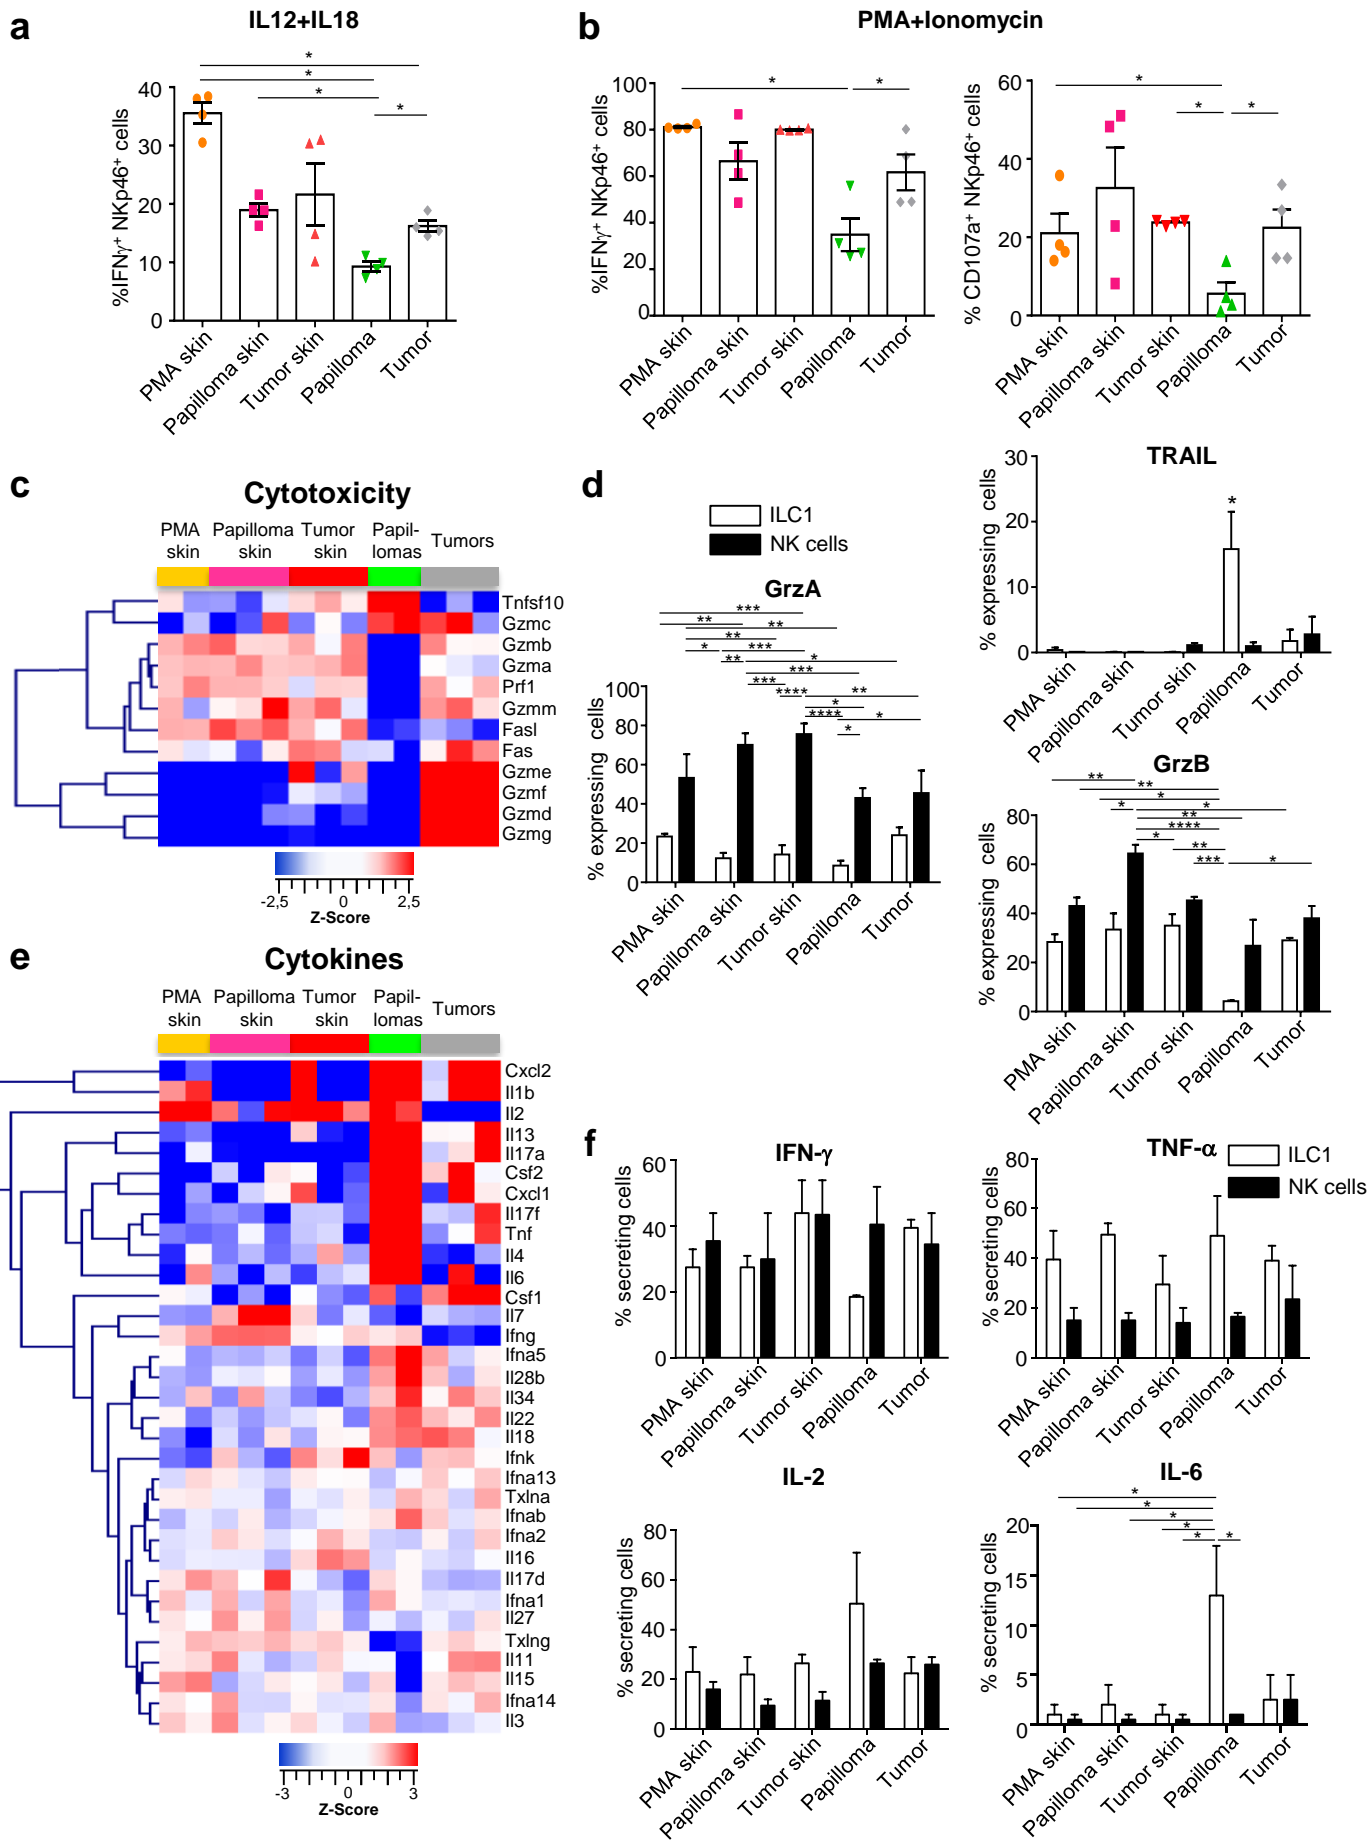 a
IL12+IL18
*
*
*
*
%IFNγ+ NKp46+ cells
40
30
20
10
0
PMA skin
Papilloma skin
Tumor skin
Papilloma
Tumor
b
PMA+Ionomycin
*
*
%IFNγ+ NKp46+ cells
100
80
60
40
20
0
PMA skin
Papilloma skin
Tumor skin
Papilloma
Tumor
*
*
*
% CD107a+ NKp46+ cells
60
40
20
0
PMA skin
Papilloma skin
Tumor skin
Papilloma
Tumor
c
Cytotoxicity
PMA skin
Papilloma skin
Tumor skin
Papil-lomas
Tumors
Tnfsf10
Gzmc
Gzmb
Gzma
Prf1
Gzmm
Fasl
Fas
Gzme
Gzmf
Gzmd
Gzmg
-2,5
0
2,5
Z-Score
d
ILC1
NK cells
GrzA
***
**
**
**
*
***
**
*
***
***
****
**
*
****
*
*
% expressing cells
100
80
60
40
20
0
PMA skin
Papilloma skin
Tumor skin
Papilloma
Tumor
TRAIL
*
% expressing cells
30
20
10
0
PMA skin
Papilloma skin
Tumor skin
Papilloma
Tumor
GrzB
**
**
*
*
*
**
****
*
**
***
*
% expressing cells
80
60
40
20
0
PMA skin
Papilloma skin
Tumor skin
Papilloma
Tumor
e
Cytokines
PMA skin
Papilloma skin
Tumor skin
Papil-lomas
Tumors
Cxcl2
Il1b
Il2
Il13
Il17a
Csf2
Cxcl1
Il17f
Tnf
Il4
Il6
Csf1
Il7
Ifng
Ifna5
Il28b
Il34
Il22
Il18
Ifnk
Ifna13
Txlna
Ifnab
Ifna2
Il16
Il17d
Ifna1
Il27
Txlng
Il11
Il15
Ifna14
Il3
-3
0
3
Z-Score
f
IFN-γ
% secreting cells
60
40
20
0
PMA skin
Papilloma skin
Tumor skin
Papilloma
Tumor
TNF-α
ILC1
NK cells
% secreting cells
80
60
40
20
0
PMA skin
Papilloma skin
Tumor skin
Papilloma
Tumor
IL-2
% secreting cells
80
60
40
20
0
PMA skin
Papilloma skin
Tumor skin
Papilloma
Tumor
IL-6
*
*
*
*
*
*
% secreting cells
20
15
10
5
0
PMA skin
Papilloma skin
Tumor skin
Papilloma
Tumor